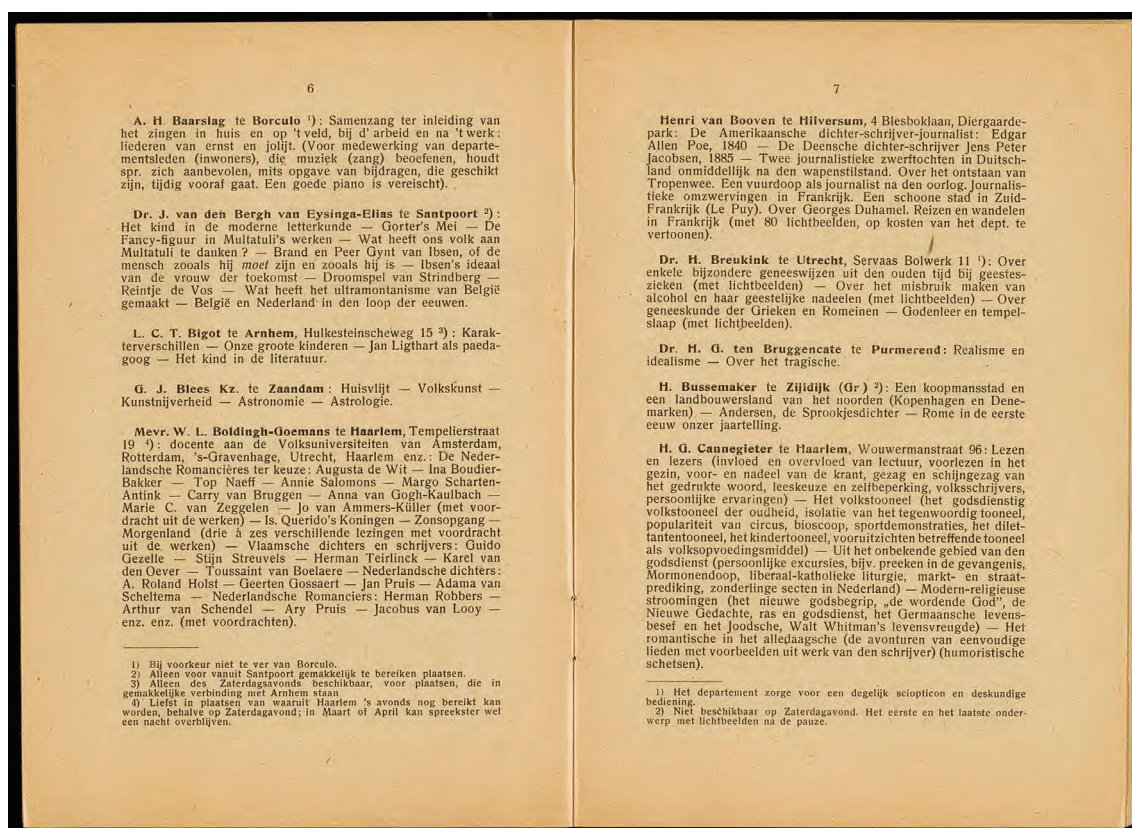 6
A. H. Baarslag te Borculo ¹): Samenzang ter inleiding van
het zingen in huis en op 't veld, bij d' arbeid en na 't werk:
liederen van ernst en jolijt. (Voor medewerking van departe-
mentsleden (inwoners), die muziek (zang) beoefenen, houdt
spr. zich aanbevolen, mits opgave van bijdragen, die geschikt
zijn, tijdig vooraf gaat. Een goede piano is vereischt).
Dr. J. van den Bergh van Eysinga-Elias te Santpoort ²):
Het kind in de moderne letterkunde — Gorter's Mei — De
Fancy-figuur in Multatuli's werken — Wat heeft ons volk aan
Multatuli te danken? — Brand en Peer Gynt van Ibsen, of de
mensch zooals hij moet zijn en zooals hij is — Ibsen's ideaal
van de vrouw der toekomst — Droomspel van Strindberg —
Reintje de Vos — Wat heeft het ultramontanisme van België
gemaakt — België en Nederland in den loop der eeuwen.
L. C. T. Bigot te Arnhem, Hulkesteinscheweg 15 ³): Karak-
terverschillen — Onze groote kinderen — Jan Ligthart als paeda-
goog — Het kind in de literatuur.
G. J. Blees Kz. te Zaandam: Huisvlijt — Volkskunst —
Kunstnijverheid — Astronomie — Astrologie.
Mevr. W. L. Boldingh-Goemans te Haarlem, Tempelierstraat
19 ⁴): docente aan de Volksuniversiteiten van Amsterdam,
Rotterdam, 's-Gravenhage, Utrecht, Haarlem enz.: De Neder-
landsche Romancières ter keuze: Augusta de Wit — Ina Boudier-
Bakker — Top Naeff — Annie Salomons — Margo Scharten-
Antink — Carry van Bruggen — Anna van Gogh-Kaulbach —
Marie C. van Zeggelen — Jo van Ammers-Küller (met voor-
dracht uit de werken) — Is. Querido's Koningen — Zonsopgang —
Morgenland (drie à zes verschillende lezingen met voordracht
uit de werken) — Vlaamsche dichters en schrijvers: Guido
Gezelle — Stijn Streuvels — Herman Teirlinck — Karel van
den Oever — Toussaint van Boelaere — Nederlandsche dichters:
A. Roland Holst — Geerten Gossaert — Jan Pruis — Adama van
Scheltema — Nederlandsche Romanciers: Herman Robbers —
Arthur van Schendel — Ary Pruis — Jacobus van Looy —
enz. enz. (met voordrachten).
1) Bij voorkeur niet te ver van Borculo.
2) Alleen voor vanuit Santpoort gemakkelijk te bereiken plaatsen.
3) Alleen des Zaterdagsavonds beschikbaar, voor plaatsen, die in
gemakkelijke verbinding met Arnhem staan
4) Liefst in plaatsen van waaruit Haarlem 's avonds nog bereikt kan
worden, behalve op Zaterdagavond; in Maart of April kan spreekster wel
een nacht overblijven.
7
Henri van Booven te Hilversum, 4 Blesboklaan, Diergaarde-
park: De Amerikaansche dichter-schrijver-journalist: Edgar
Allen Poe, 1840 — De Deensche dichter-schrijver Jens Peter
Jacobsen, 1885 — Twee journalistieke zwerftochten in Duitsch-
land onmiddellijk na den wapenstilstand. Over het ontstaan van
Tropenwee. Een vuurdoop als journalist na den oorlog. Journalis-
tieke omzwervingen in Frankrijk. Een schoone stad in Zuid-
Frankrijk (Le Puy). Over Georges Duhamel. Reizen en wandelen
in Frankrijk (met 80 lichtbeelden, op kosten van het dept. te
vertoonen).
Dr. H. Breukink te Utrecht, Servaas Bolwerk 11 ¹): Over
enkele bijzondere geneeswijzen uit den ouden tijd bij geestes-
zieken (met lichtbeelden) — Over het misbruik maken van
alcohol en haar geestelijke nadeelen (met lichtbeelden) — Over
geneeskunde der Grieken en Romeinen — Godenleer en tempel-
slaap (met lichtbeelden).
Dr. H. G. ten Bruggencate te Purmerend: Realisme en
idealisme — Over het tragische.
H. Bussemaker te Zijldijk (Gr) ²): Een koopmansstad en
een landbouwersland van het noorden (Kopenhagen en Dene-
marken) — Andersen, de Sprookjesdichter — Rome in de eerste
eeuw onzer jaartelling.
H. G. Cannegieter te Haarlem, Wouwermanstraat 96: Lezen
en lezers (invloed en overvloed van lectuur, voorlezen in het
gezin, voor- en nadeel van de krant, gezag en schijngezag van
het gedrukte woord, leeskeuze en zelfbeperking, volksschrijvers,
persoonlijke ervaringen) — Het volkstooneel (het godsdienstig
volkstooneel der oudheid, isolatie van het tegenwoordig tooneel,
populariteit van circus, bioscoop, sportdemonstraties, het dilet-
tantentooneel, het kindertooneel, vooruitzichten betreffende tooneel
als volksopvoedingsmiddel) — Uit het onbekende gebied van den
godsdienst (persoonlijke excursies, bijv. preeken in de gevangenis,
Mormonendoop, liberaal-katholieke liturgie, markt- en straat-
prediking, zonderlinge secten in Nederland) — Modern-religieuse
stroomingen (het nieuwe godsbegrip, „de wordende God", de
Nieuwe Gedachte, ras en godsdienst, het Germaansche levens-
besef en het Joodsche, Walt Whitman's levensvreugde) — Het
romantische in het alledaagsche (de avonturen van eenvoudige
lieden met voorbeelden uit werk van den schrijver) (humoristische
schetsen).
1) Het departement zorge voor een degelijk sciopticon en deskundige
bediening.
2) Niet beschikbaar op Zaterdagavond. Het eerste en het laatste onder-
werp met lichtbeelden na de pauze.